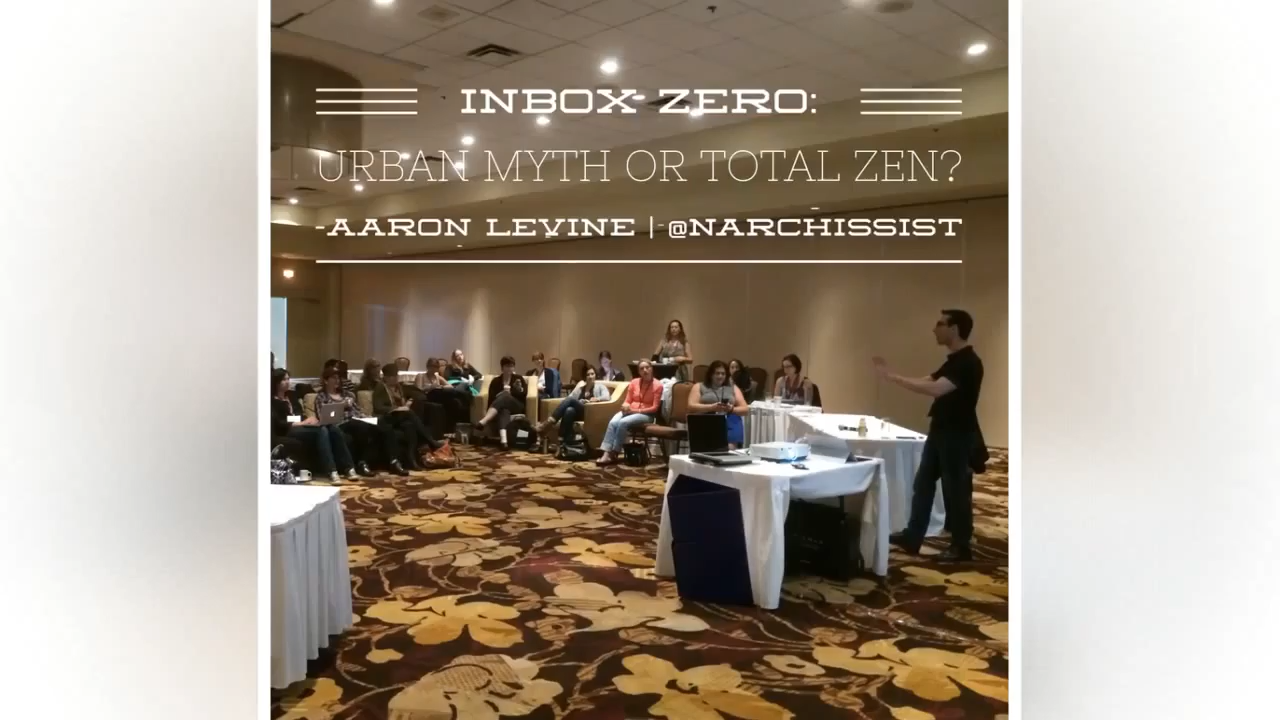 INBOX ZERO:
URBAN MYTH OR TOTAL ZEN?
-AARON LEVINE | @NARCHISSIST